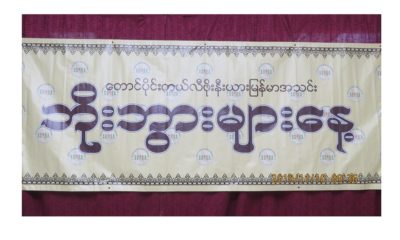 တောင်ပိုင်းကယ်လီဖိုးနီးယားမြန်မာအသင်း
ဘိုးဘွားများနေ့